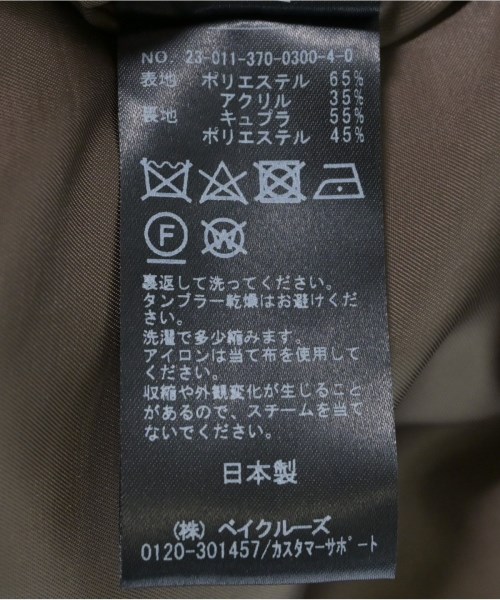 NO. 23-011-370-0300-4-0
表地 ポリエステル 65%
アクリル 35%
裏地 キュプラ 55%
ポリエステル 45%
F W
裏返して洗ってください。
タンブラー乾燥はお避けくだ
さい。
洗濯で多少縮みます。
アイロンは当て布を使用して
ください。
収縮や外観変化が生じること
があるので、スチームを当て
ないでください。
日本製
(株) ベイクルーズ
0120-301457/カスタマーサポート